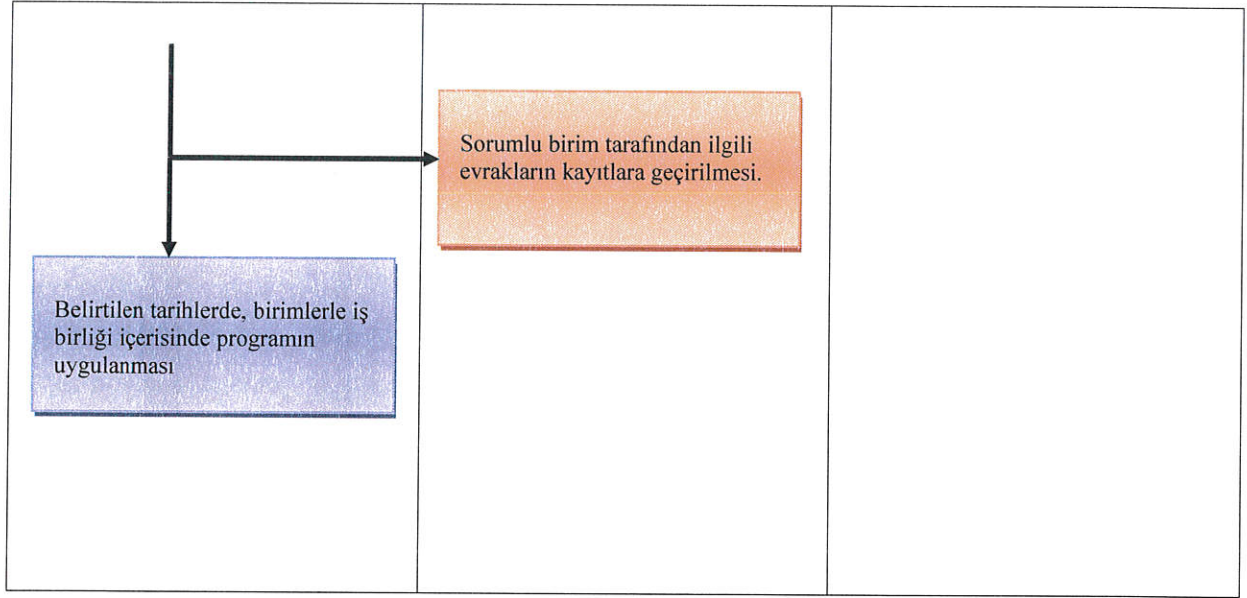 Sorumlu birim tarafından ilgili
evrakların kayıtlara geçirilmesi.
Belirtilen tarihlerde, birimlerle iş
birliği içerisinde programın
uygulanması